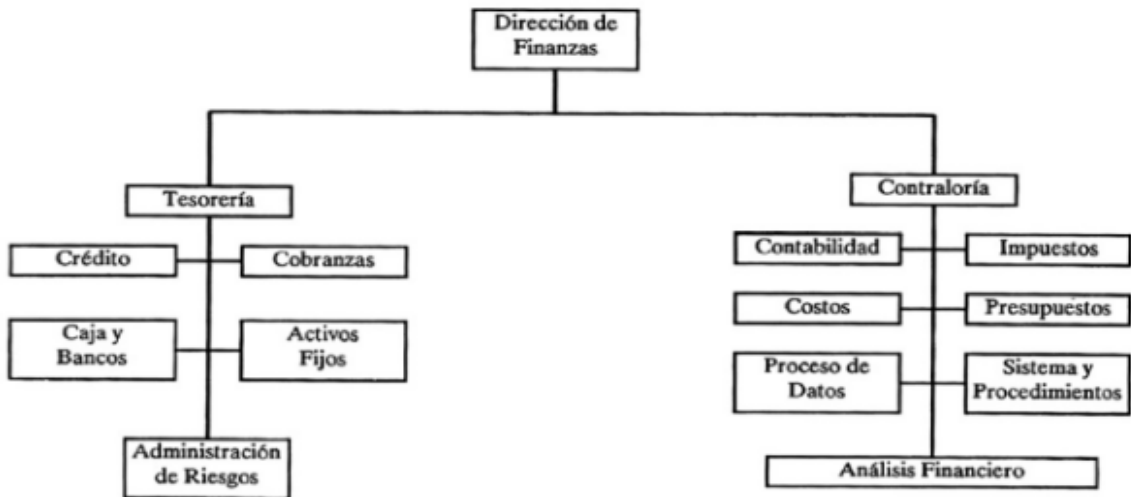 Dirección de
Finanzas
Tesorería
Contraloría
Crédito
Cobranzas
Contabilidad
Impuestos
Costos
Presupuestos
Caja y
Bancos
Activos
Fijos
Proceso de
Datos
Sistema y
Procedimientos
Administración
de Riesgos
Análisis Financiero